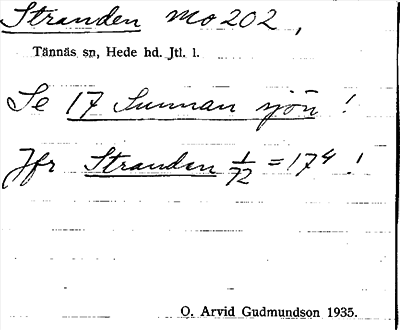 Stranden Mo 202,
Tännäs sn, Hede hd. Jtl. l.
Se 17 Sunnan sjön !
Jfr Stranden 1/72 = 17⁴ !
O. Arvid Gudmundson 1935.